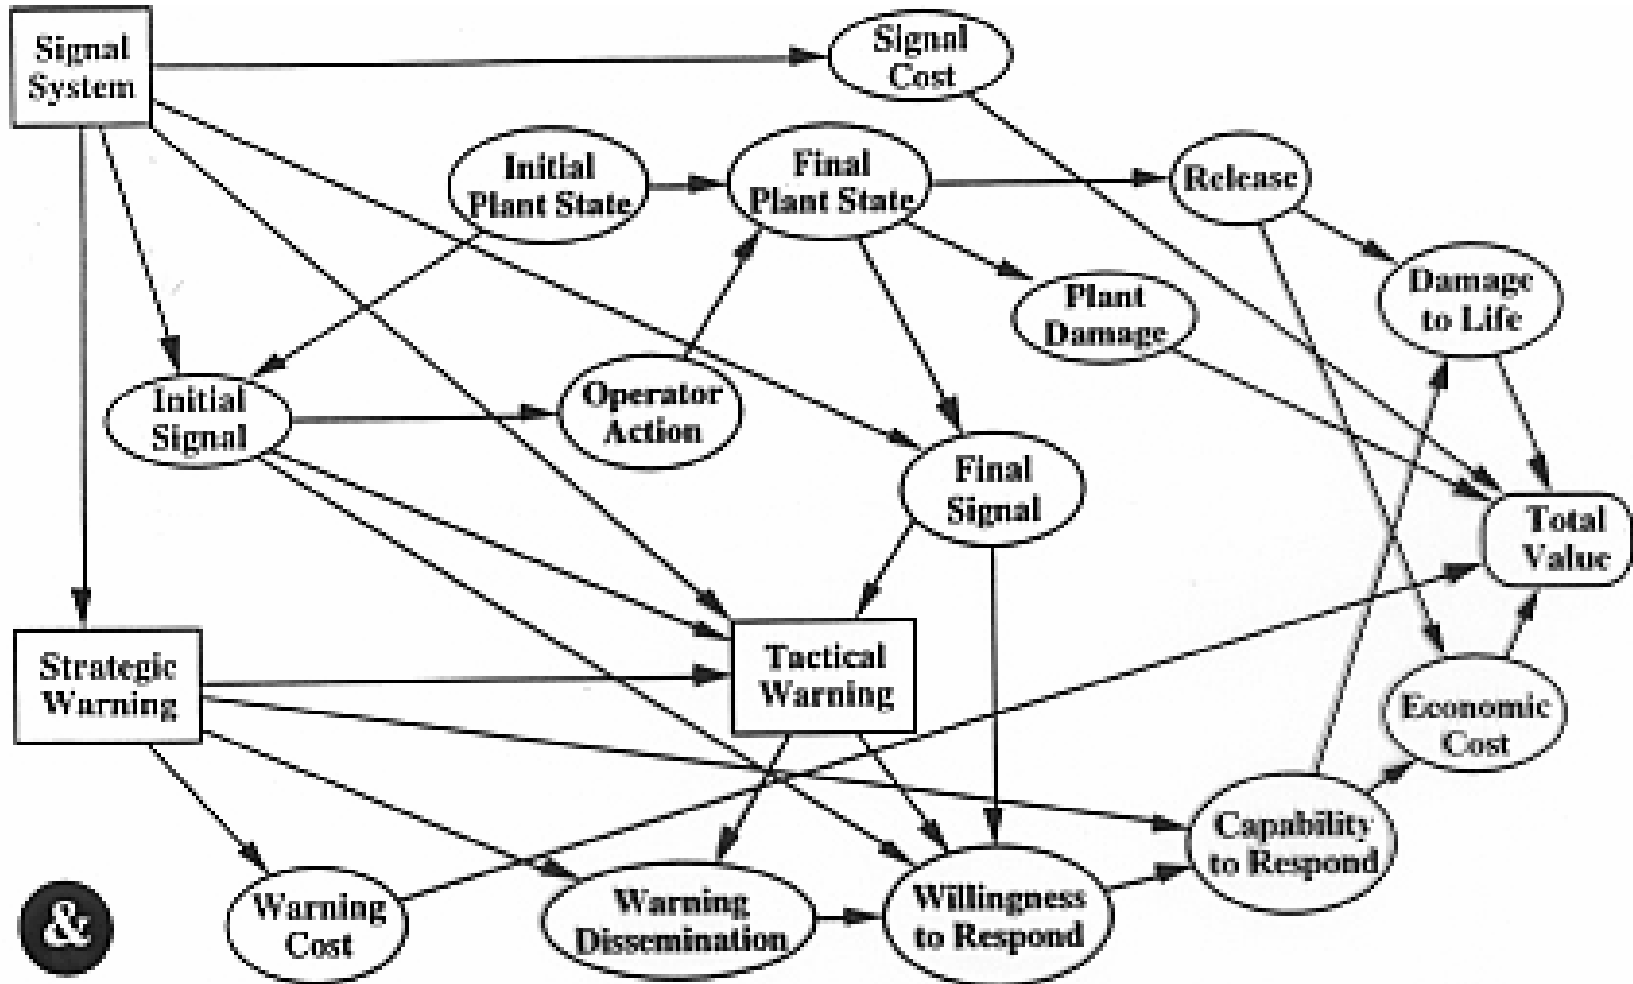 Signal
System
Signal
Cost
Initial
Plant State
Final
Plant State
Release
Damage
to Life
Plant
Damage
Initial
Signal
Operator
Action
Final
Signal
Total
Value
Strategic
Warning
Tactical
Warning
Economic
Cost
Capability
to Respond
Warning
Cost
Warning
Dissemination
Willingness
to Respond
&